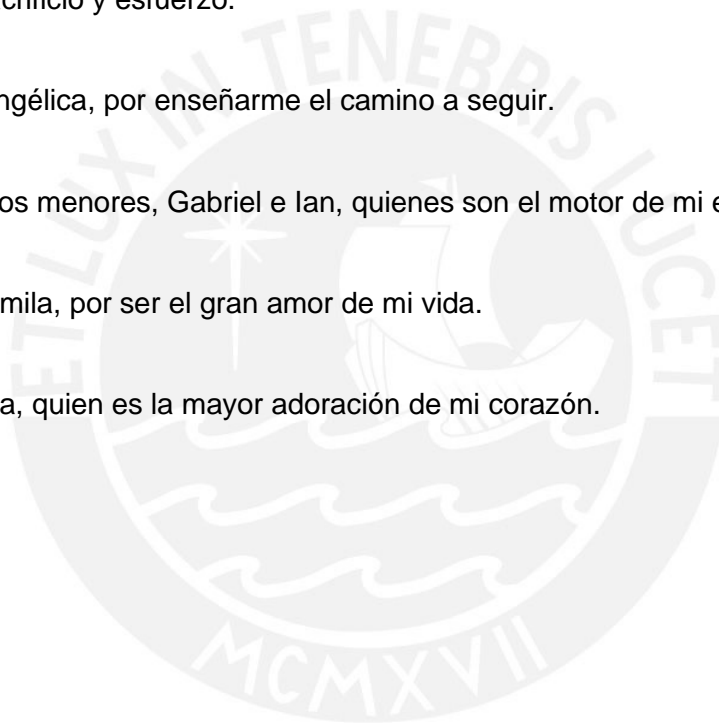 crificio y esfuerzo.
ngélica, por enseñarme el camino a seguir.
os menores, Gabriel e Ian, quienes son el motor de mi e
mila, por ser el gran amor de mi vida.
a, quien es la mayor adoración de mi corazón.
ET LUX IN TENEBRIS LUCET
MCMXVII